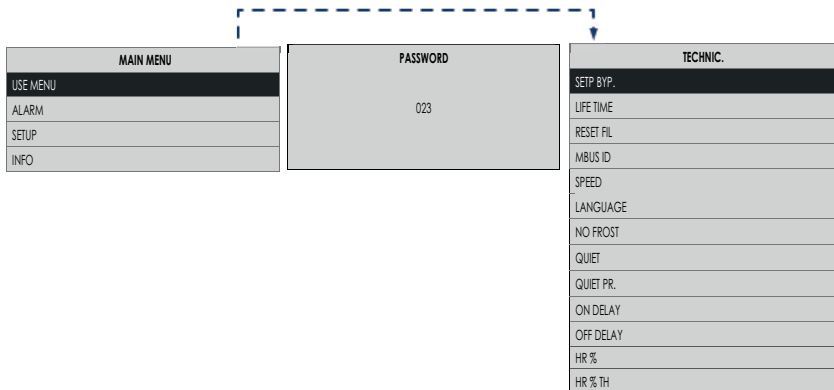 MAIN MENU
USE MENU
ALARM
SETUP
INFO
PASSWORD
023
TECHNIC.
SETP BYP.
LIFE TIME
RESET FIL
MBUS ID
SPEED
LANGUAGE
NO FROST
QUIET
QUIET PR.
ON DELAY
OFF DELAY
HR %
HR % TH